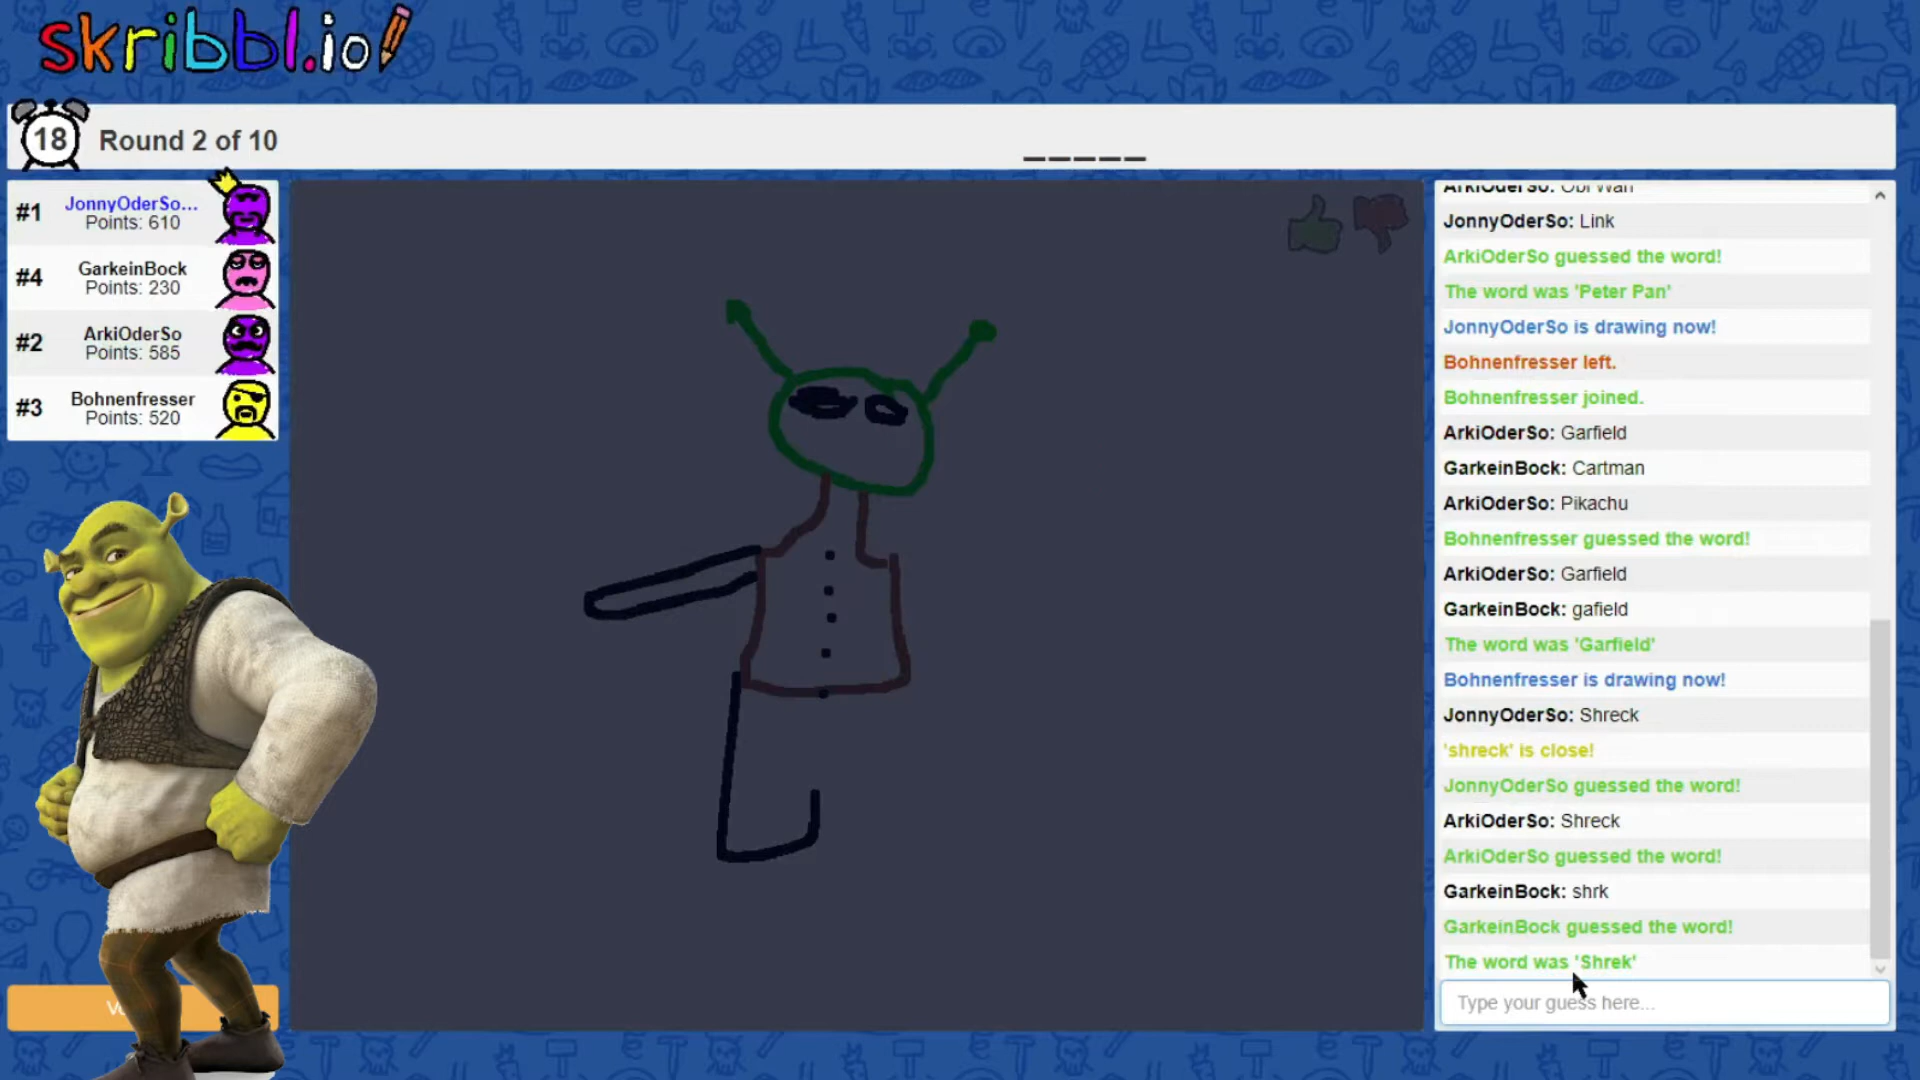 skribbl.io
18
Round 2 of 10
_____
#1
JonnyOderSo...
Points: 610
#4
GarkeinBock
Points: 230
#2
ArkiOderSo
Points: 585
#3
Bohnenfresser
Points: 520
ArkiOderSo: Obi Wan
JonnyOderSo: Link
ArkiOderSo guessed the word!
The word was 'Peter Pan'
JonnyOderSo is drawing now!
Bohnenfresser left.
Bohnenfresser joined.
ArkiOderSo: Garfield
GarkeinBock: Cartman
ArkiOderSo: Pikachu
Bohnenfresser guessed the word!
ArkiOderSo: Garfield
GarkeinBock: gafield
The word was 'Garfield'
Bohnenfresser is drawing now!
JonnyOderSo: Shreck
'shreck' is close!
JonnyOderSo guessed the word!
ArkiOderSo: Shreck
ArkiOderSo guessed the word!
GarkeinBock: shrk
GarkeinBock guessed the word!
The word was 'Shrek'
Type your guess here...